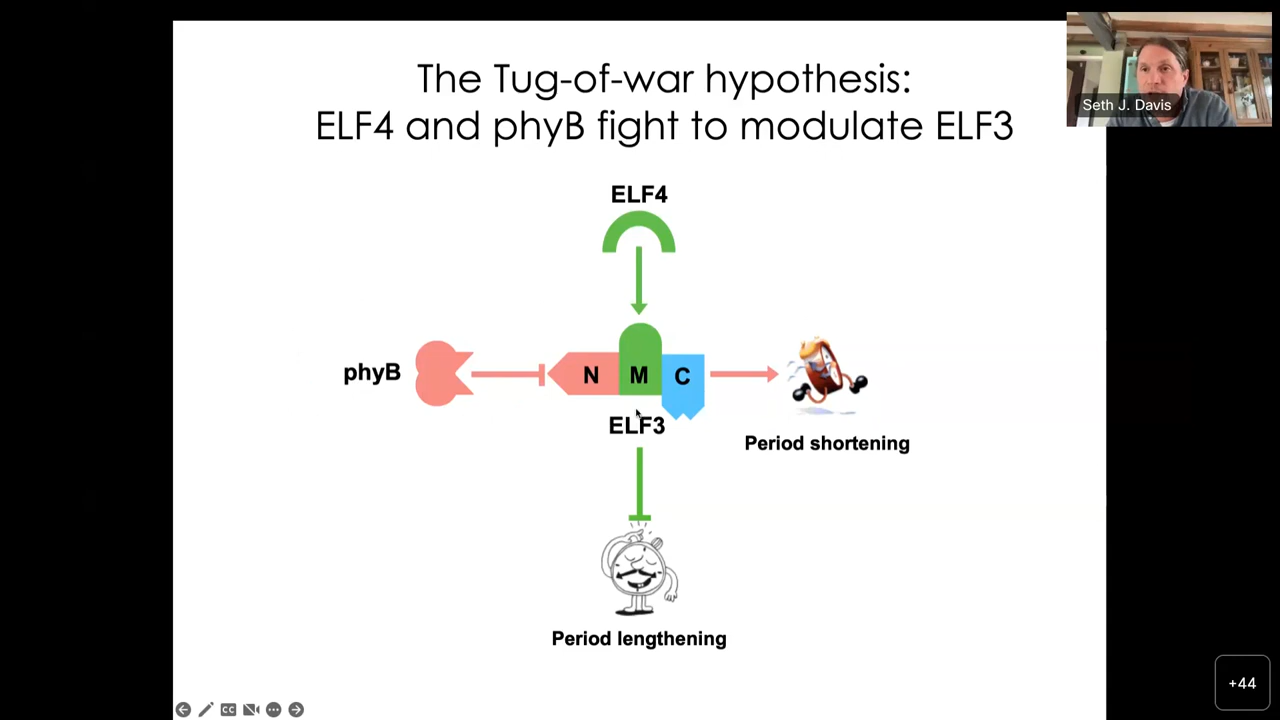 The Tug-of-war hypothesis:
ELF4 and phyB fight to modulate ELF3
Seth J. Davis
ELF4
phyB
N M C
ELF3
Period shortening
Period lengthening
CC
+44